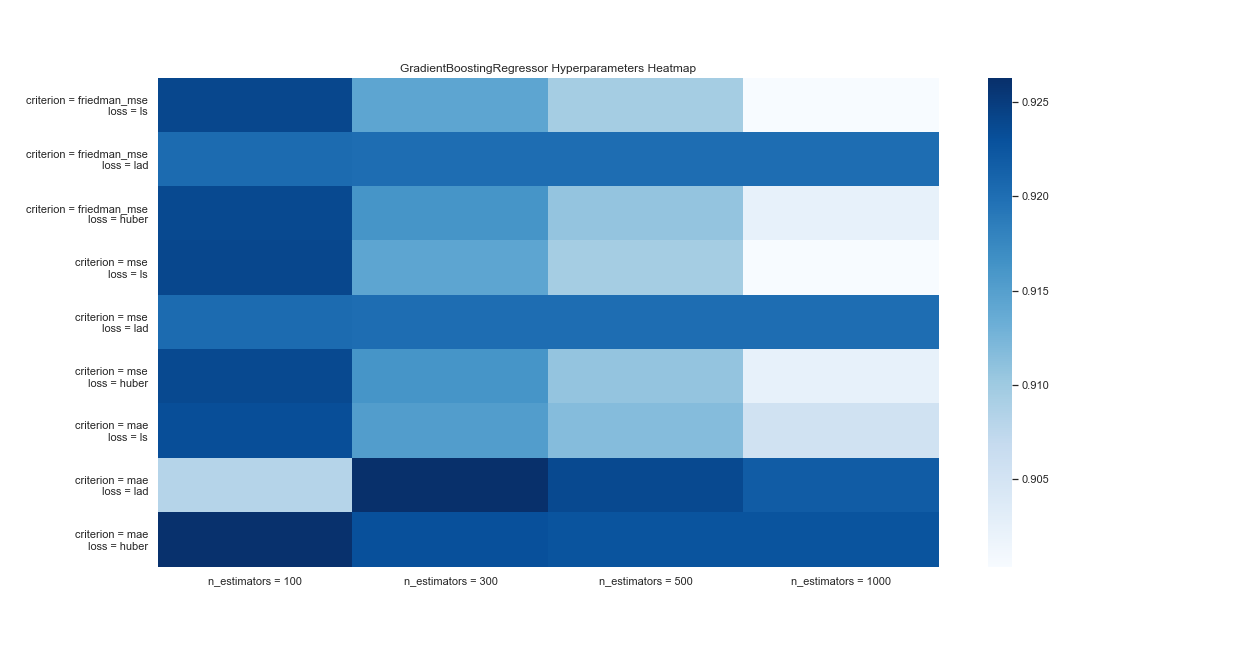 GradientBoostingRegressor Hyperparameters Heatmap
criterion = friedman_mse
loss = ls
criterion = friedman_mse
loss = lad
criterion = friedman_mse
loss = huber
criterion = mse
loss = ls
criterion = mse
loss = lad
criterion = mse
loss = huber
criterion = mae
loss = ls
criterion = mae
loss = lad
criterion = mae
loss = huber
n_estimators = 100
n_estimators = 300
n_estimators = 500
n_estimators = 1000
0.925
0.920
0.915
0.910
0.905